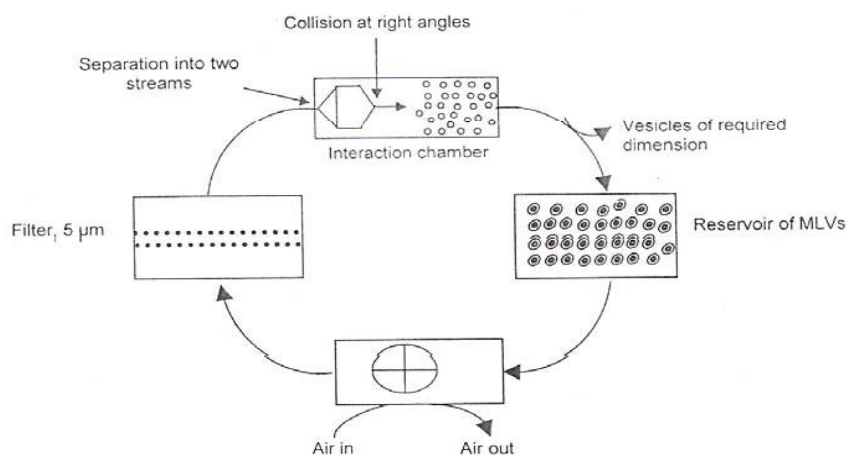 Collision at right angles
Separation into two
streams
Interaction chamber
Vesicles of required
dimension
Filter, 5 µm
Reservoir of MLVs
Air in
Air out